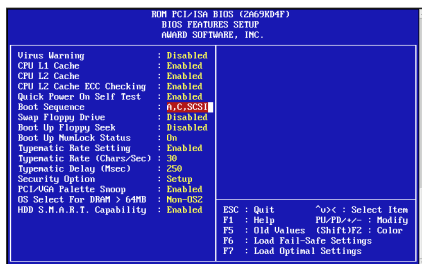 ROM PCI/ISA BIOS (2A69KD4F)
BIOS FEATURES SETUP
AWARD SOFTWARE, INC.
Virus Warning : Disabled
CPU L1 Cache : Enabled
CPU L2 Cache : Enabled
CPU L2 Cache ECC Checking : Enabled
Quick Power On Self Test : Enabled
Boot Sequence : A,C,SCSI
Swap Floppy Drive : Disabled
Boot Up Floppy Seek : Disabled
Boot Up NumLock Status : On
Typematic Rate Setting : Enabled
Typematic Rate (Chars/Sec) : 30
Typematic Delay (Msec) : 250
Security Option : Setup
PCI/VGA Palette Snoop : Enabled
OS Select For DRAM > 64MB : Non-OS2
HDD S.M.A.R.T. Capability : Enabled
ESC : Quit ^v>< : Select Item
F1 : Help PU/PD/+/- : Modify
F5 : Old Values (Shift)F2 : Color
F6 : Load Fail-Safe Settings
F7 : Load Optimal Settings